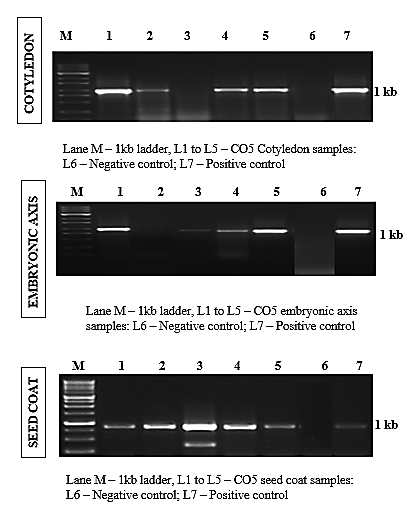 COTYLEDON
M 1 2 3 4 5 6 7
1 kb
Lane M – 1kb ladder, L1 to L5 – CO5 Cotyledon samples:
L6 – Negative control; L7 – Positive control
EMBRYONIC AXIS
M 1 2 3 4 5 6 7
1 kb
Lane M – 1kb ladder, L1 to L5 – CO5 embryonic axis
samples: L6 – Negative control; L7 – Positive control
SEED COAT
M 1 2 3 4 5 6 7
1 kb
Lane M – 1kb ladder, L1 to L5 – CO5 seed coat samples:
L6 – Negative control; L7 – Positive control